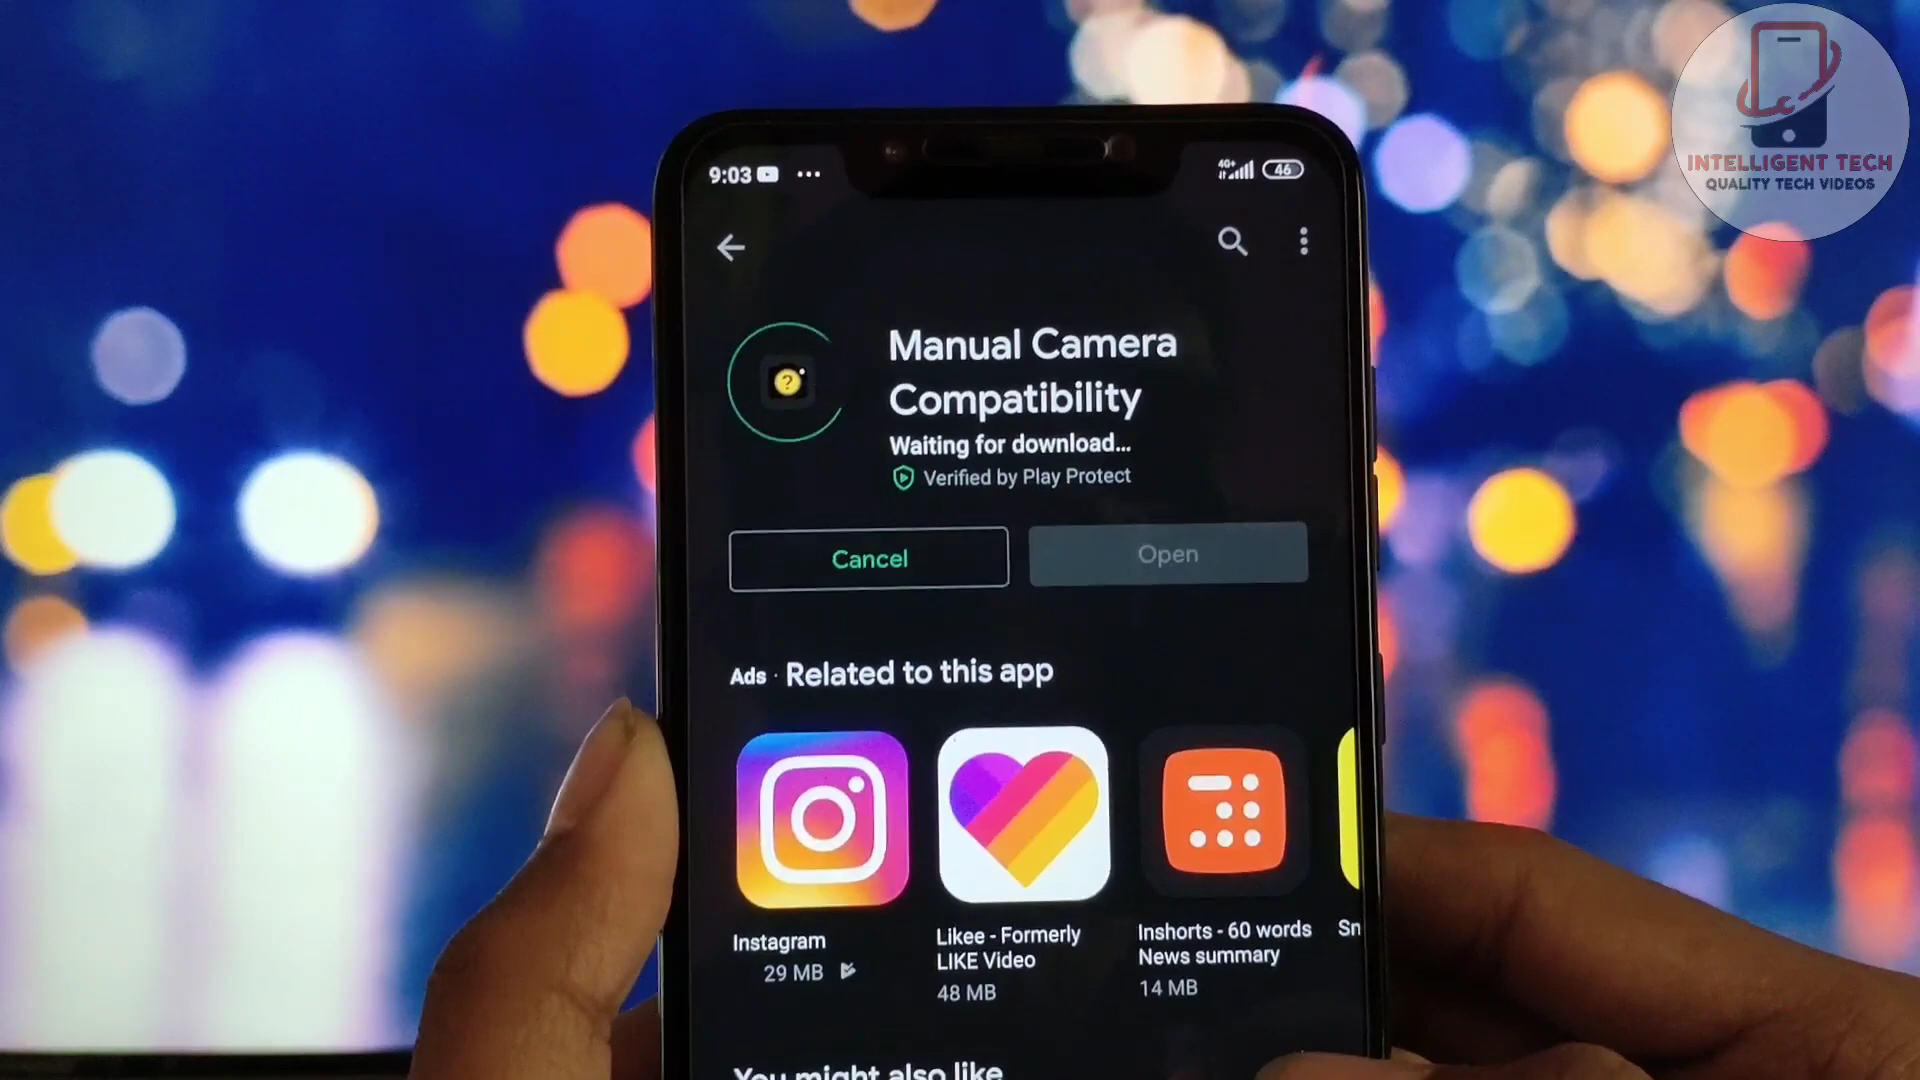 INTELLIGENT TECH
QUALITY TECH VIDEOS
9:03
4G+
46
Manual Camera
Compatibility
Waiting for download...
Verified by Play Protect
Cancel
Open
Ads · Related to this app
Instagram
29 MB
Likee - Formerly
LIKE Video
48 MB
Inshorts - 60 words
News summary
14 MB
Sn
You might also like